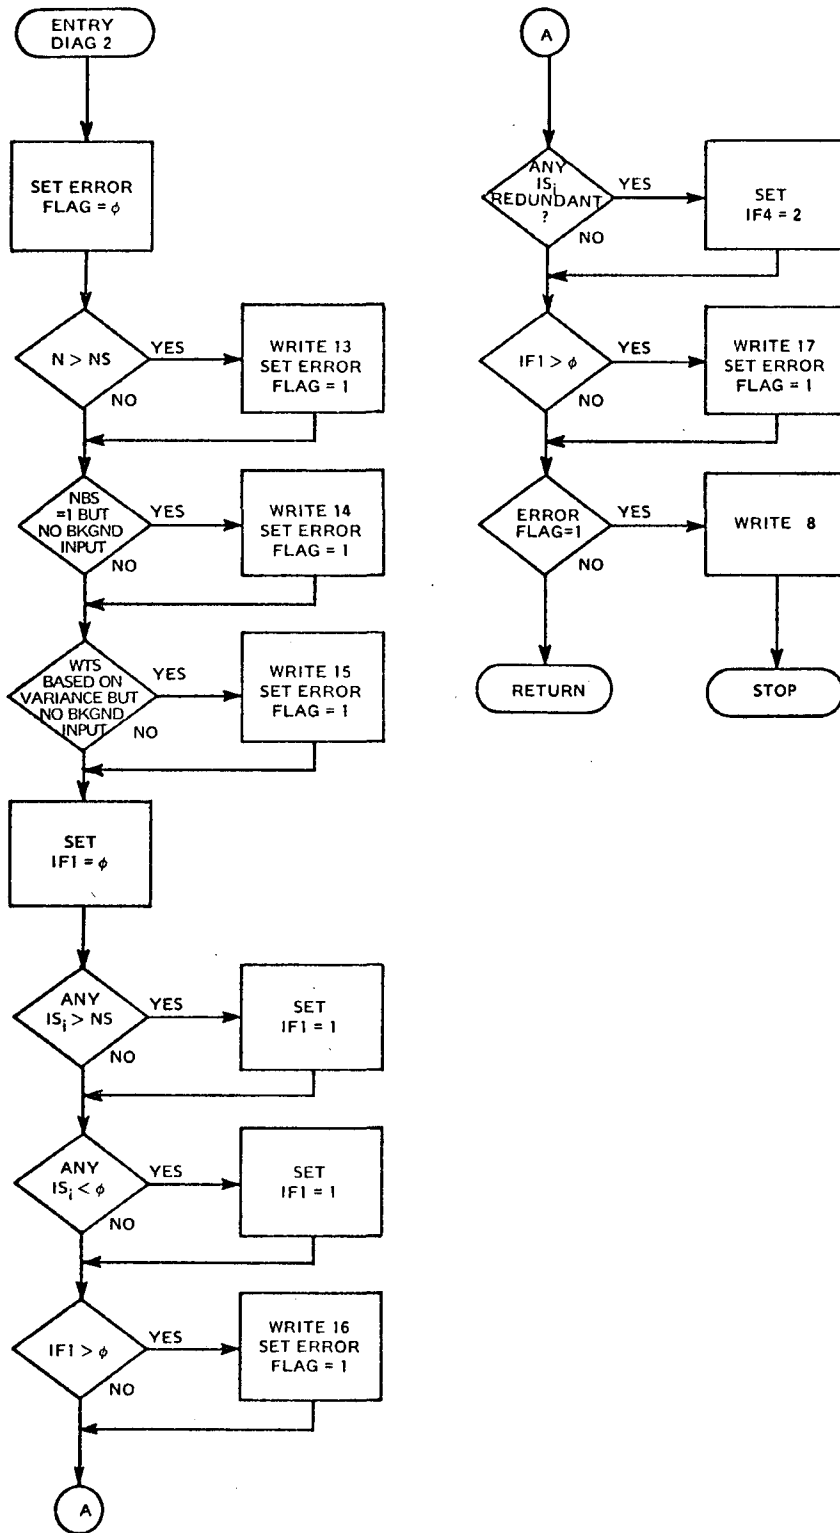 ENTRY
DIAG 2
SET ERROR
FLAG = φ
N > NS
YES
NO
WRITE 13
SET ERROR
FLAG = 1
NBS
=1 BUT
NO BKGND
INPUT
YES
NO
WRITE 14
SET ERROR
FLAG = 1
WTS
BASED ON
VARIANCE BUT
NO BKGND
INPUT
YES
NO
WRITE 15
SET ERROR
FLAG = 1
SET
IF1 = φ
ANY
ISi > NS
YES
NO
SET
IF1 = 1
ANY
ISi < φ
YES
NO
SET
IF1 = 1
IF1 > φ
YES
NO
WRITE 16
SET ERROR
FLAG = 1
A
A
ANY
ISi
REDUNDANT
?
YES
NO
SET
IF4 = 2
IF1 > φ
YES
NO
WRITE 17
SET ERROR
FLAG = 1
ERROR
FLAG=1
YES
NO
WRITE 8
RETURN
STOP